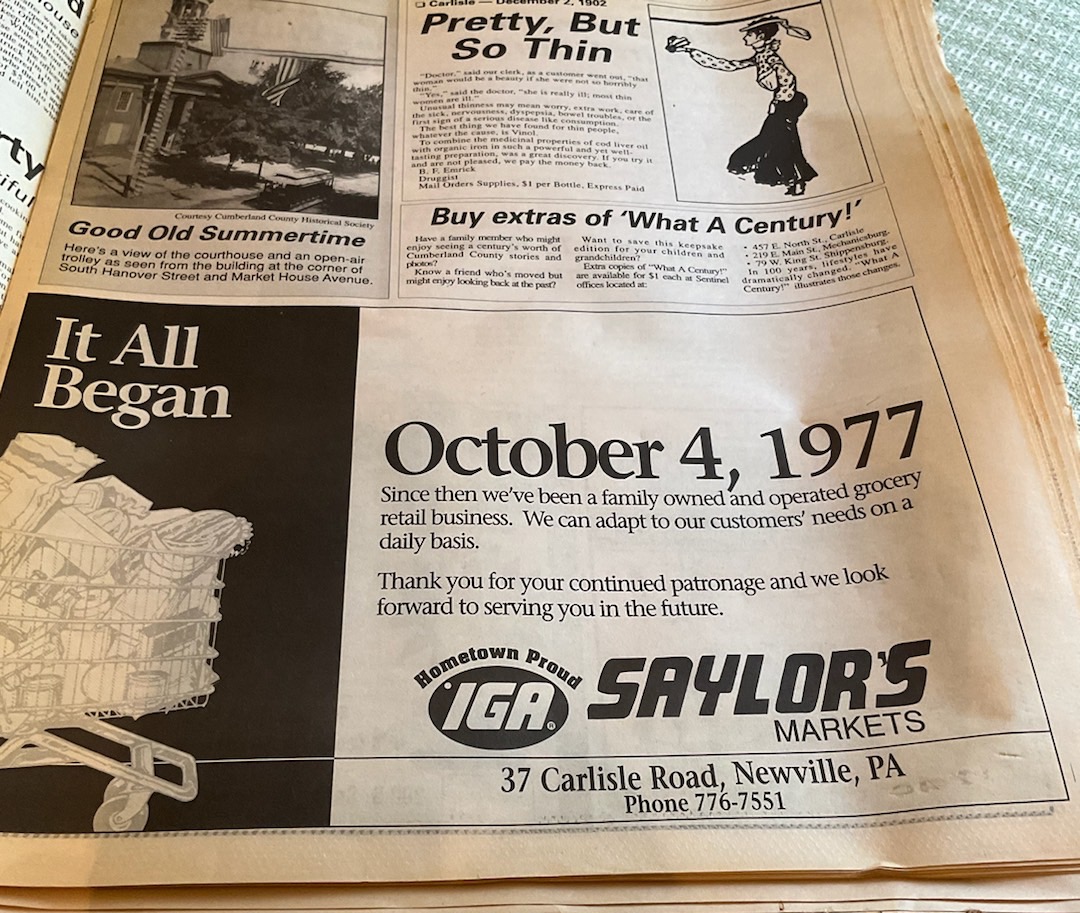 Carlisle — December 2, 1902
Pretty, But
So Thin
"Doctor," said our clerk, as a customer went out, "that
woman would be a beauty if she were not so horribly
thin."
"Yes," said the doctor, "she is really ill; most thin
women are ill."
Unusual thinness may mean worry, extra work, care of
the sick, nervousness, dyspepsia, bowel troubles, or the
first sign of a serious disease like consumption.
The best thing we have found for thin people,
whatever the cause, is Vinol.
To combine the medicinal properties of cod liver oil
with organic iron in such a powerful and yet well-
tasting preparation, was a great discovery. If you try it
and are not pleased, we pay the money back.
B. F. Emrick
Druggist
Mail Orders Supplies, $1 per Bottle, Express Paid
Courtesy Cumberland County Historical Society
Good Old Summertime
Here's a view of the courthouse and an open-air
trolley as seen from the building at the corner of
South Hanover Street and Market House Avenue.
Buy extras of 'What A Century!'
Have a family member who might
enjoy seeing a century's worth of
Cumberland County stories and
photos?
Know a friend who's moved but
might enjoy looking back at the past?
Want to save this keepsake
edition for your children and
grandchildren?
Extra copies of "What A Century!"
are available for $1 each at Sentinel
offices located at:
• 457 E. North St., Carlisle
• 219 E. Main St., Mechanicsburg.
• 79 W. King St. Shippensburg.
In 100 years, lifestyles have
dramatically changed. "What A
Century!" illustrates those changes.
It All
Began
October 4, 1977
Since then we've been a family owned and operated grocery
retail business. We can adapt to our customers' needs on a
daily basis.
Thank you for your continued patronage and we look
forward to serving you in the future.
Hometown Proud
IGA®
SAYLOR'S
MARKETS
37 Carlisle Road, Newville, PA
Phone 776-7551